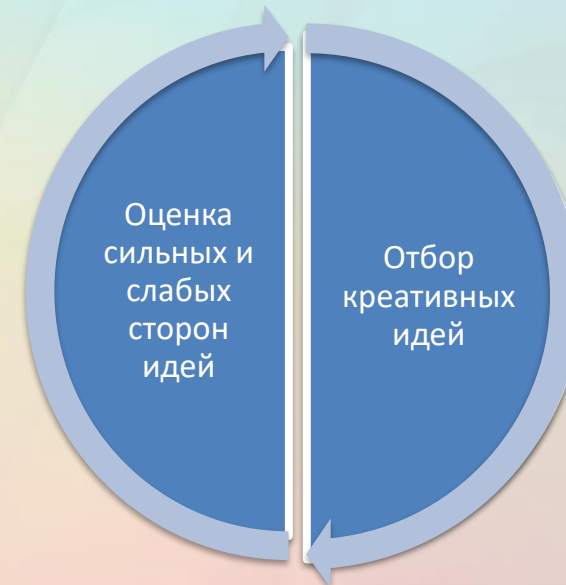 Оценка
сильных и
слабых
сторон
идей
Отбор
креативных
идей